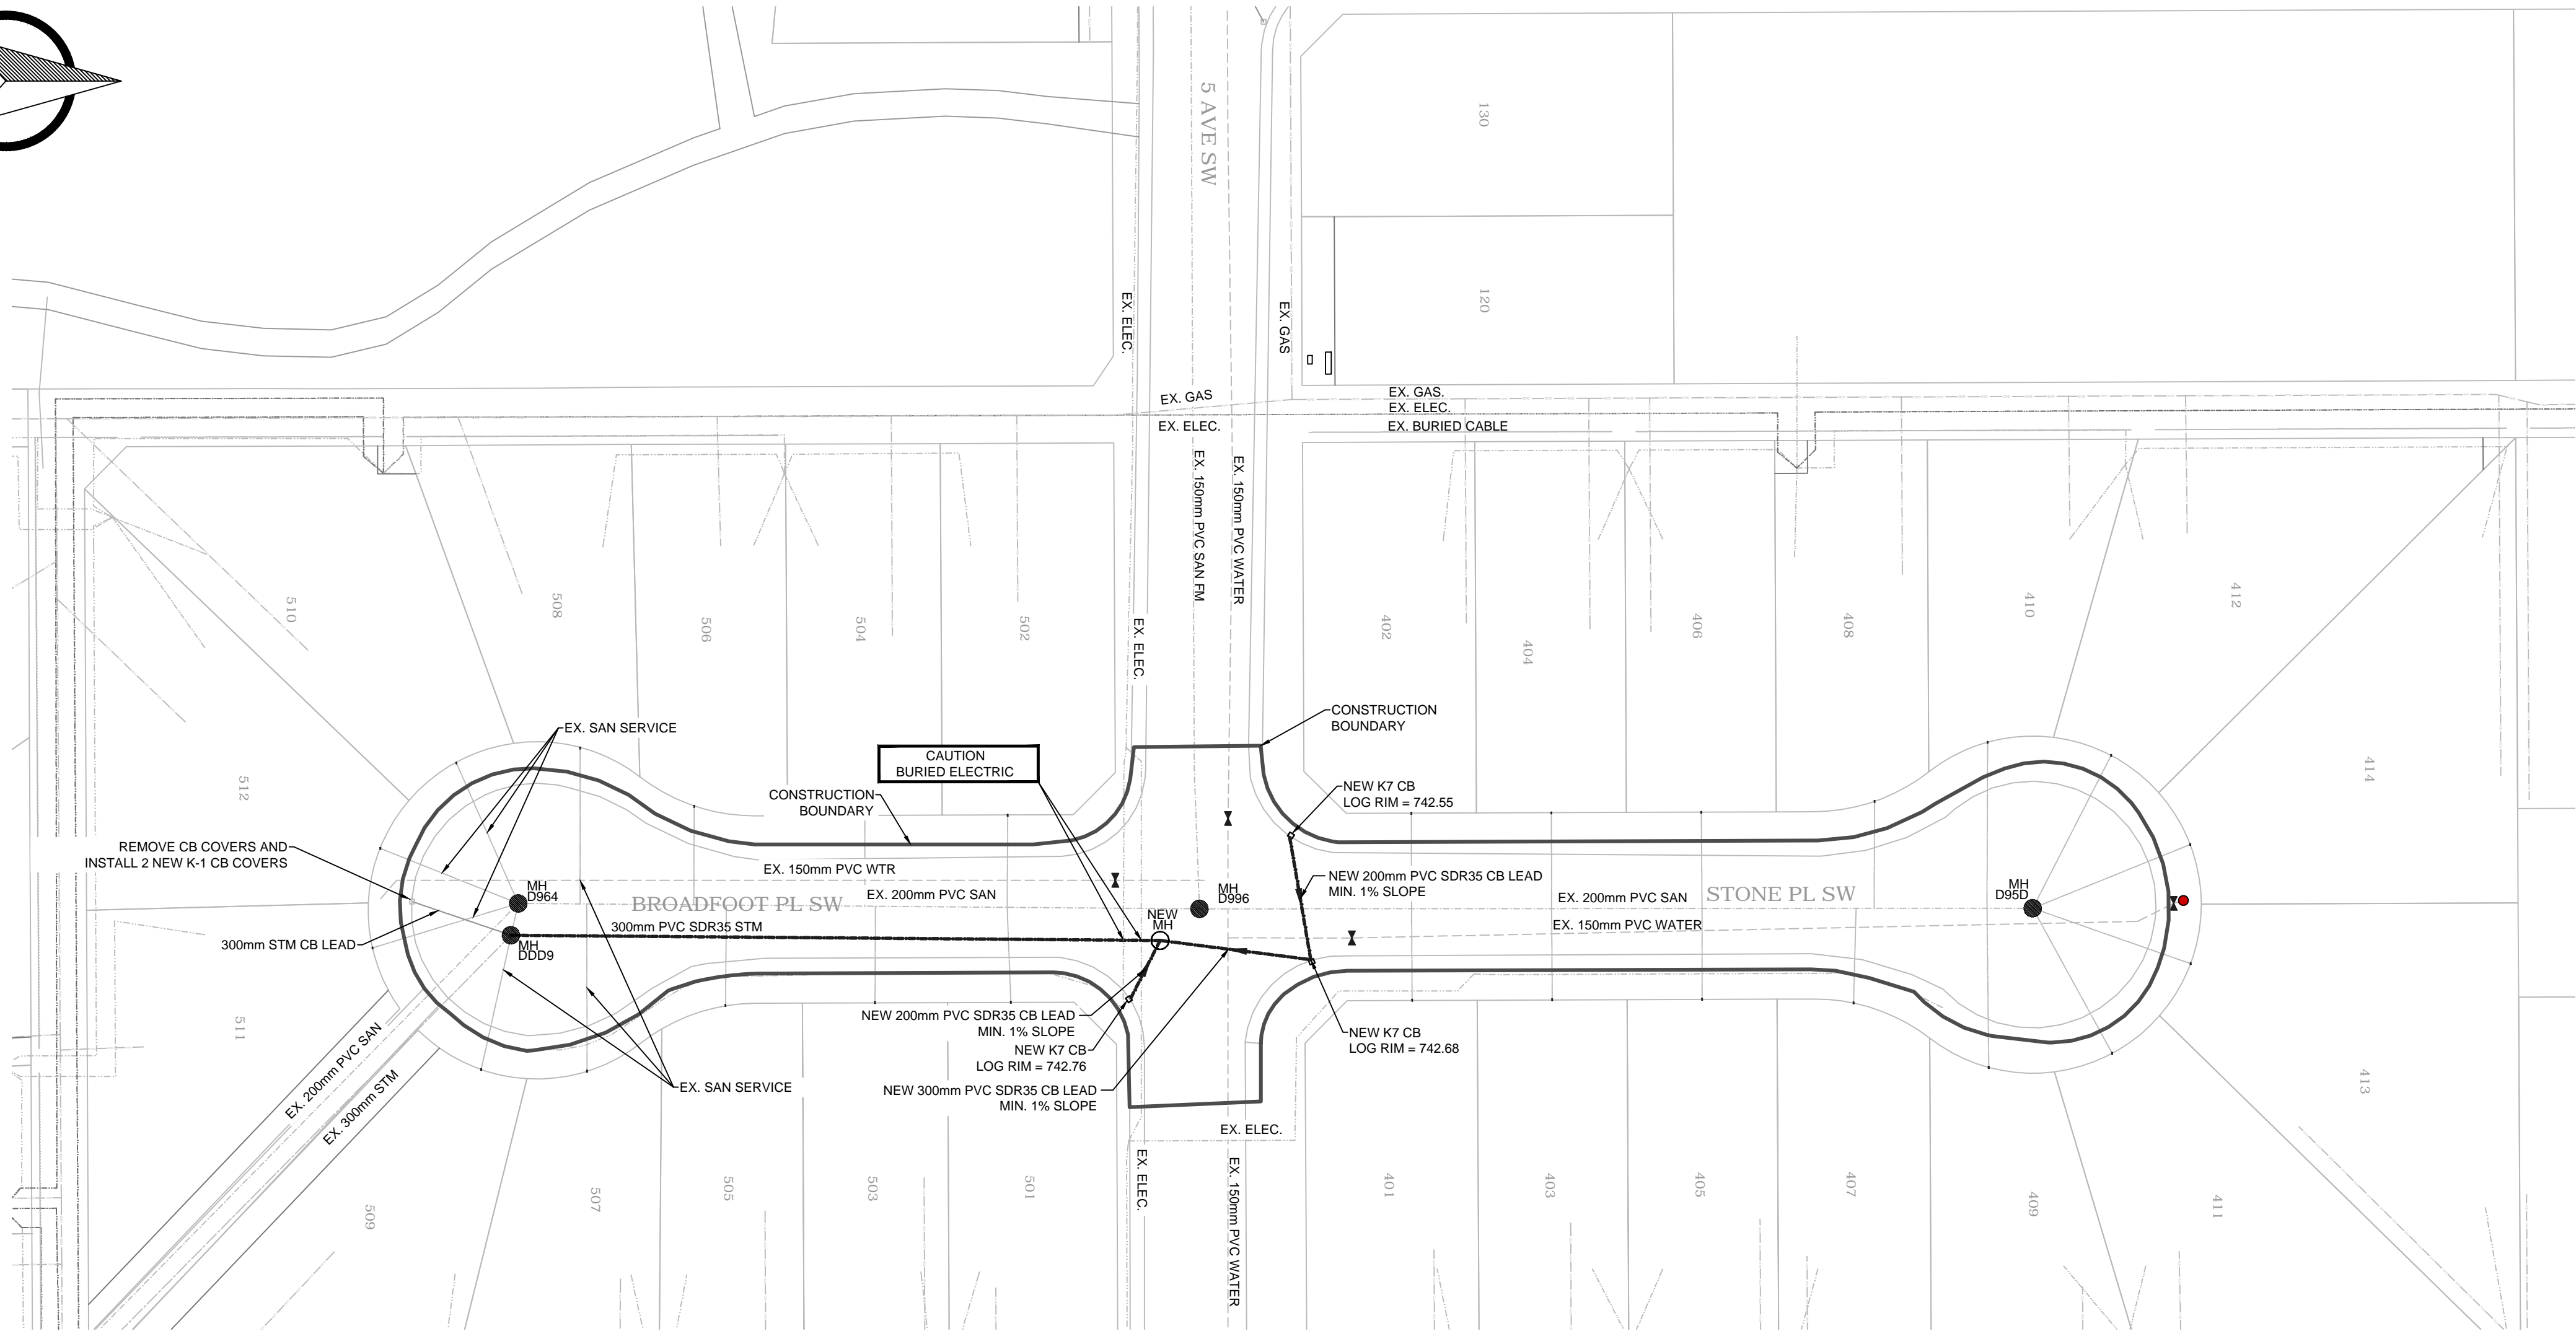 5 AVE SW
130
120
EX. ELEC.
EX. GAS
EX. GAS
EX. ELEC.
EX. GAS.
EX. ELEC.
EX. BURIED CABLE
EX. 150mm PVC SAN FM
EX. 150mm PVC WATER
EX. ELEC.
510
508
506
504
502
402
404
406
408
410
412
512
414
EX. SAN SERVICE
CAUTION
BURIED ELECTRIC
CONSTRUCTION
BOUNDARY
CONSTRUCTION
BOUNDARY
NEW K7 CB
LOG RIM = 742.55
REMOVE CB COVERS AND
INSTALL 2 NEW K-1 CB COVERS
EX. 150mm PVC WTR
EX. 200mm PVC SAN
MH
D964
BROADFOOT PL SW
300mm PVC SDR35 STM
NEW
MH
MH
D996
NEW 200mm PVC SDR35 CB LEAD
MIN. 1% SLOPE
EX. 200mm PVC SAN
STONE PL SW
EX. 150mm PVC WATER
MH
D95D
300mm STM CB LEAD
MH
DDD9
NEW 200mm PVC SDR35 CB LEAD
MIN. 1% SLOPE
NEW K7 CB
LOG RIM = 742.76
NEW 300mm PVC SDR35 CB LEAD
MIN. 1% SLOPE
NEW K7 CB
LOG RIM = 742.68
EX. SAN SERVICE
EX. 200mm PVC SAN
EX. 300mm STM
EX. ELEC.
EX. ELEC.
EX. 150mm PVC WATER
511
509
507
505
503
501
401
403
405
407
409
411
413